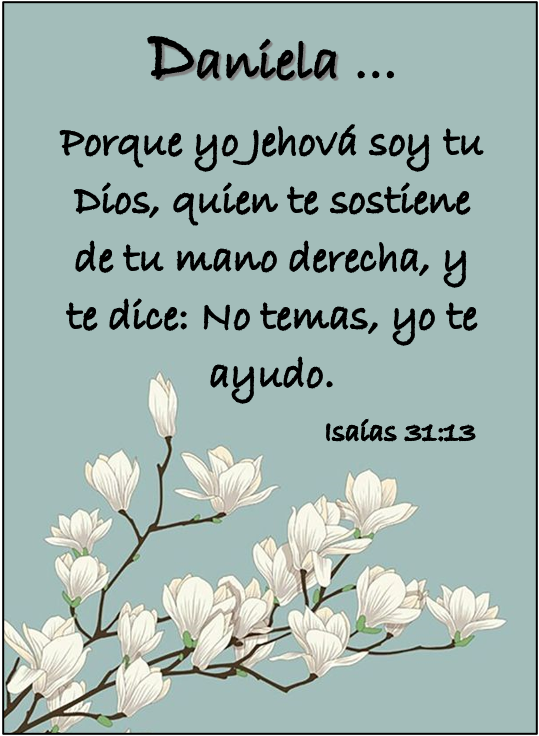 Daniela ...
Porque yo Jehová soy tu
Dios, quien te sostiene
de tu mano derecha, y
te dice: No temas, yo te
ayudo.
Isaías 31:13